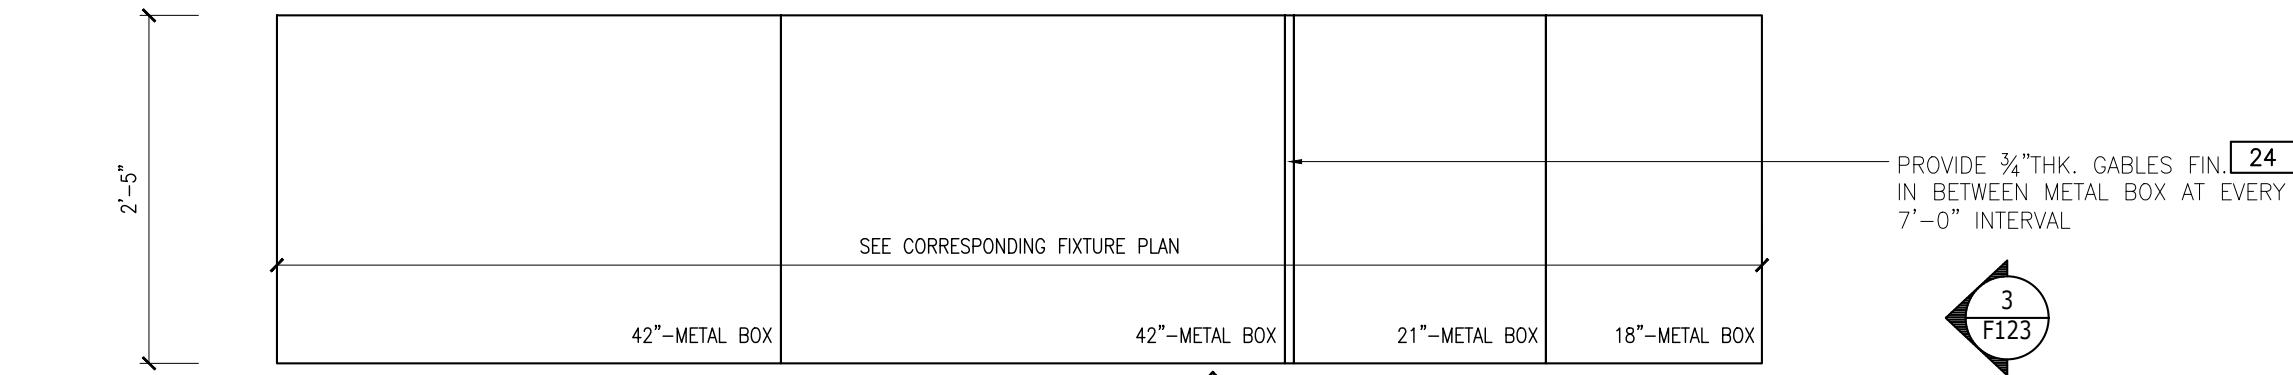 2'-5"
SEE CORRESPONDING FIXTURE PLAN
42"-METAL BOX
42"-METAL BOX
21"-METAL BOX
18"-METAL BOX
PROVIDE ¾"THK. GABLES FIN. 24
IN BETWEEN METAL BOX AT EVERY
7'-0" INTERVAL
3
F123